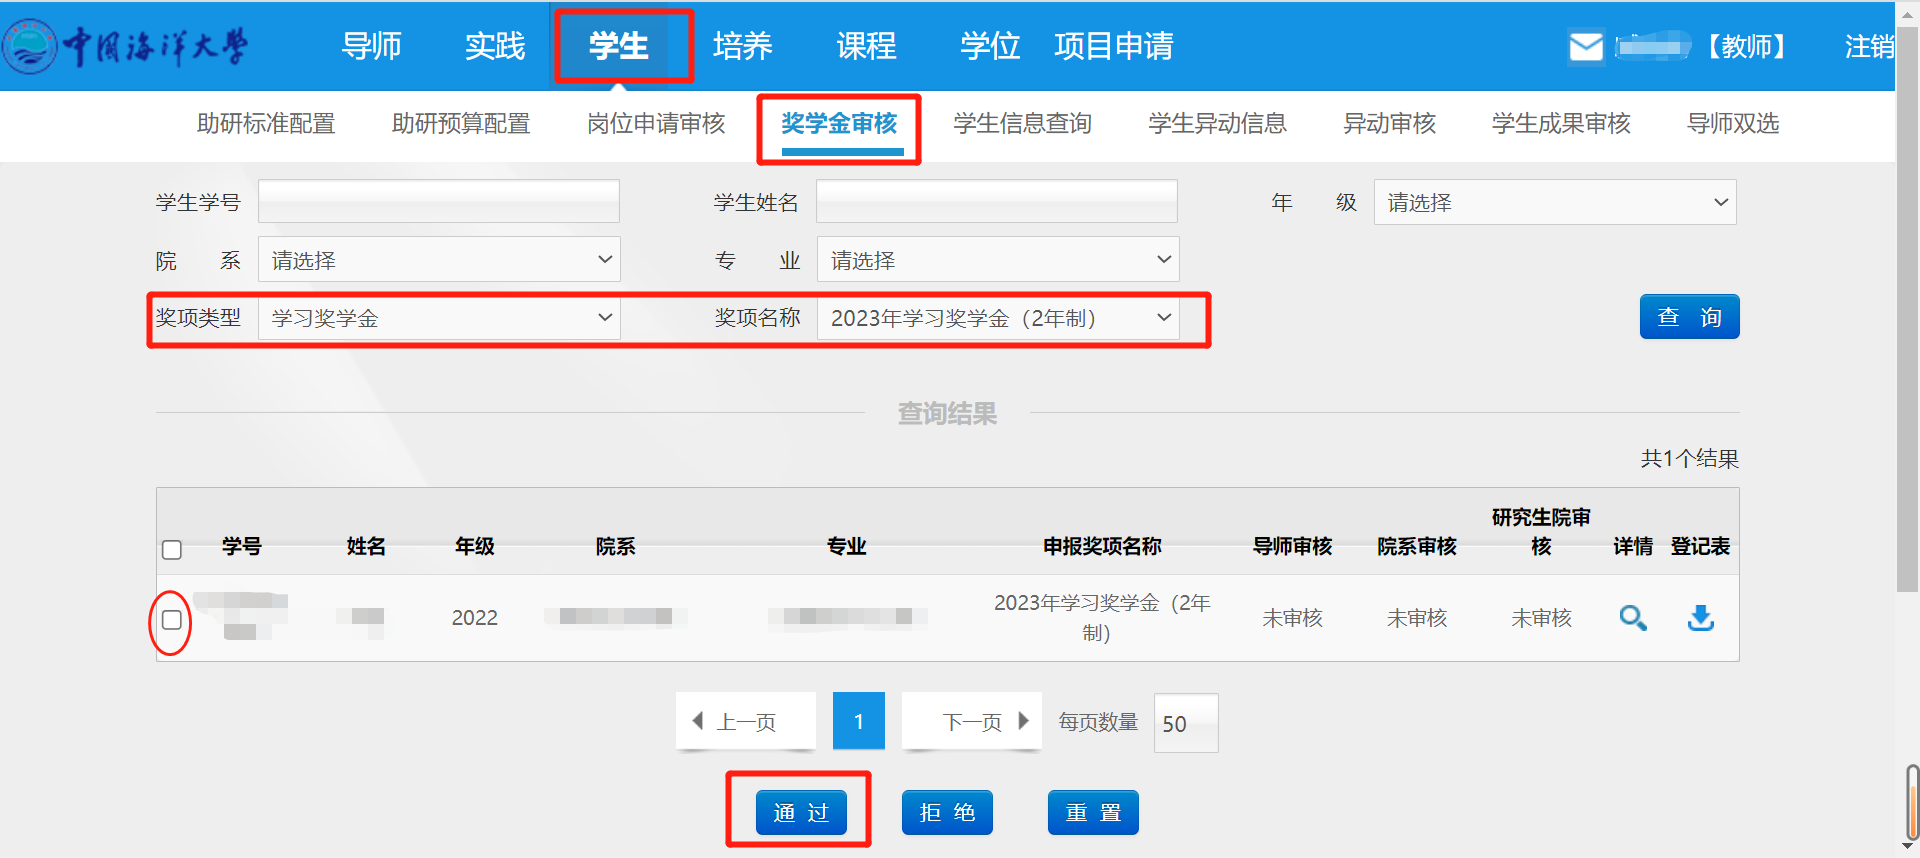 中国海洋大学 导师 实践 学生 培养 课程 学位 项目申请 【教师】 注销
助研标准配置 助研预算配置 岗位申请审核 奖学金审核 学生信息查询 学生异动信息 异动审核 学生成果审核 导师双选
学生学号 学生姓名 年 级 请选择
院 系 请选择 专 业 请选择
奖项类型 学习奖学金 奖项名称 2023年学习奖学金（2年制） 查 询
查询结果
共1个结果
学号 姓名 年级 院系 专业 申报奖项名称 导师审核 院系审核 研究生院审
核 详情 登记表
2022 2023年学习奖学金（2年
制） 未审核 未审核 未审核
上一页 1 下一页 每页数量 50
通 过 拒 绝 重 置